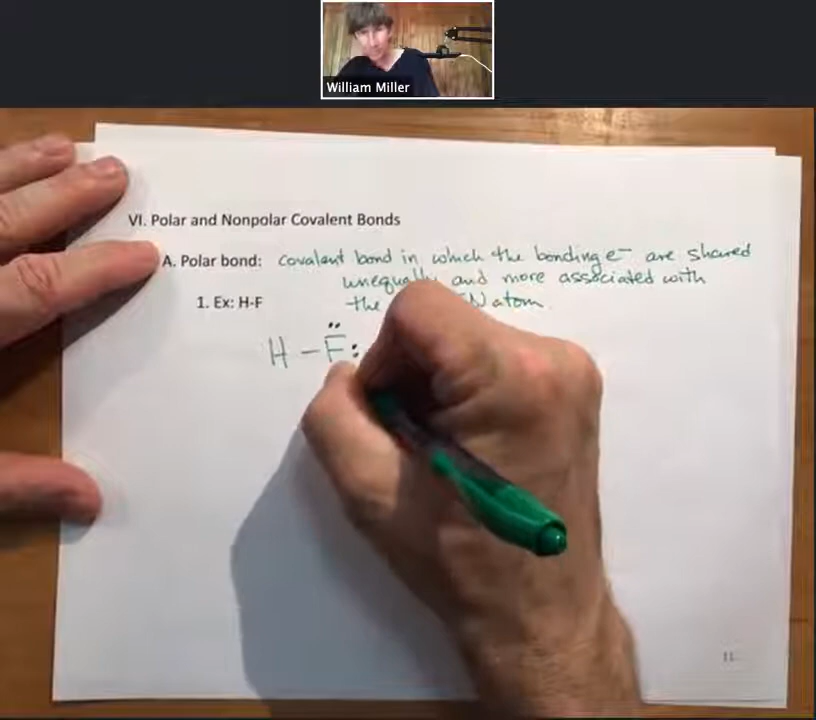 William Miller
VI. Polar and Nonpolar Covalent Bonds
A. Polar bond: covalent bond in which the bonding e⁻ are shared
unequally and more associated with
1. Ex: H-F the EN atom.
H – F:
11